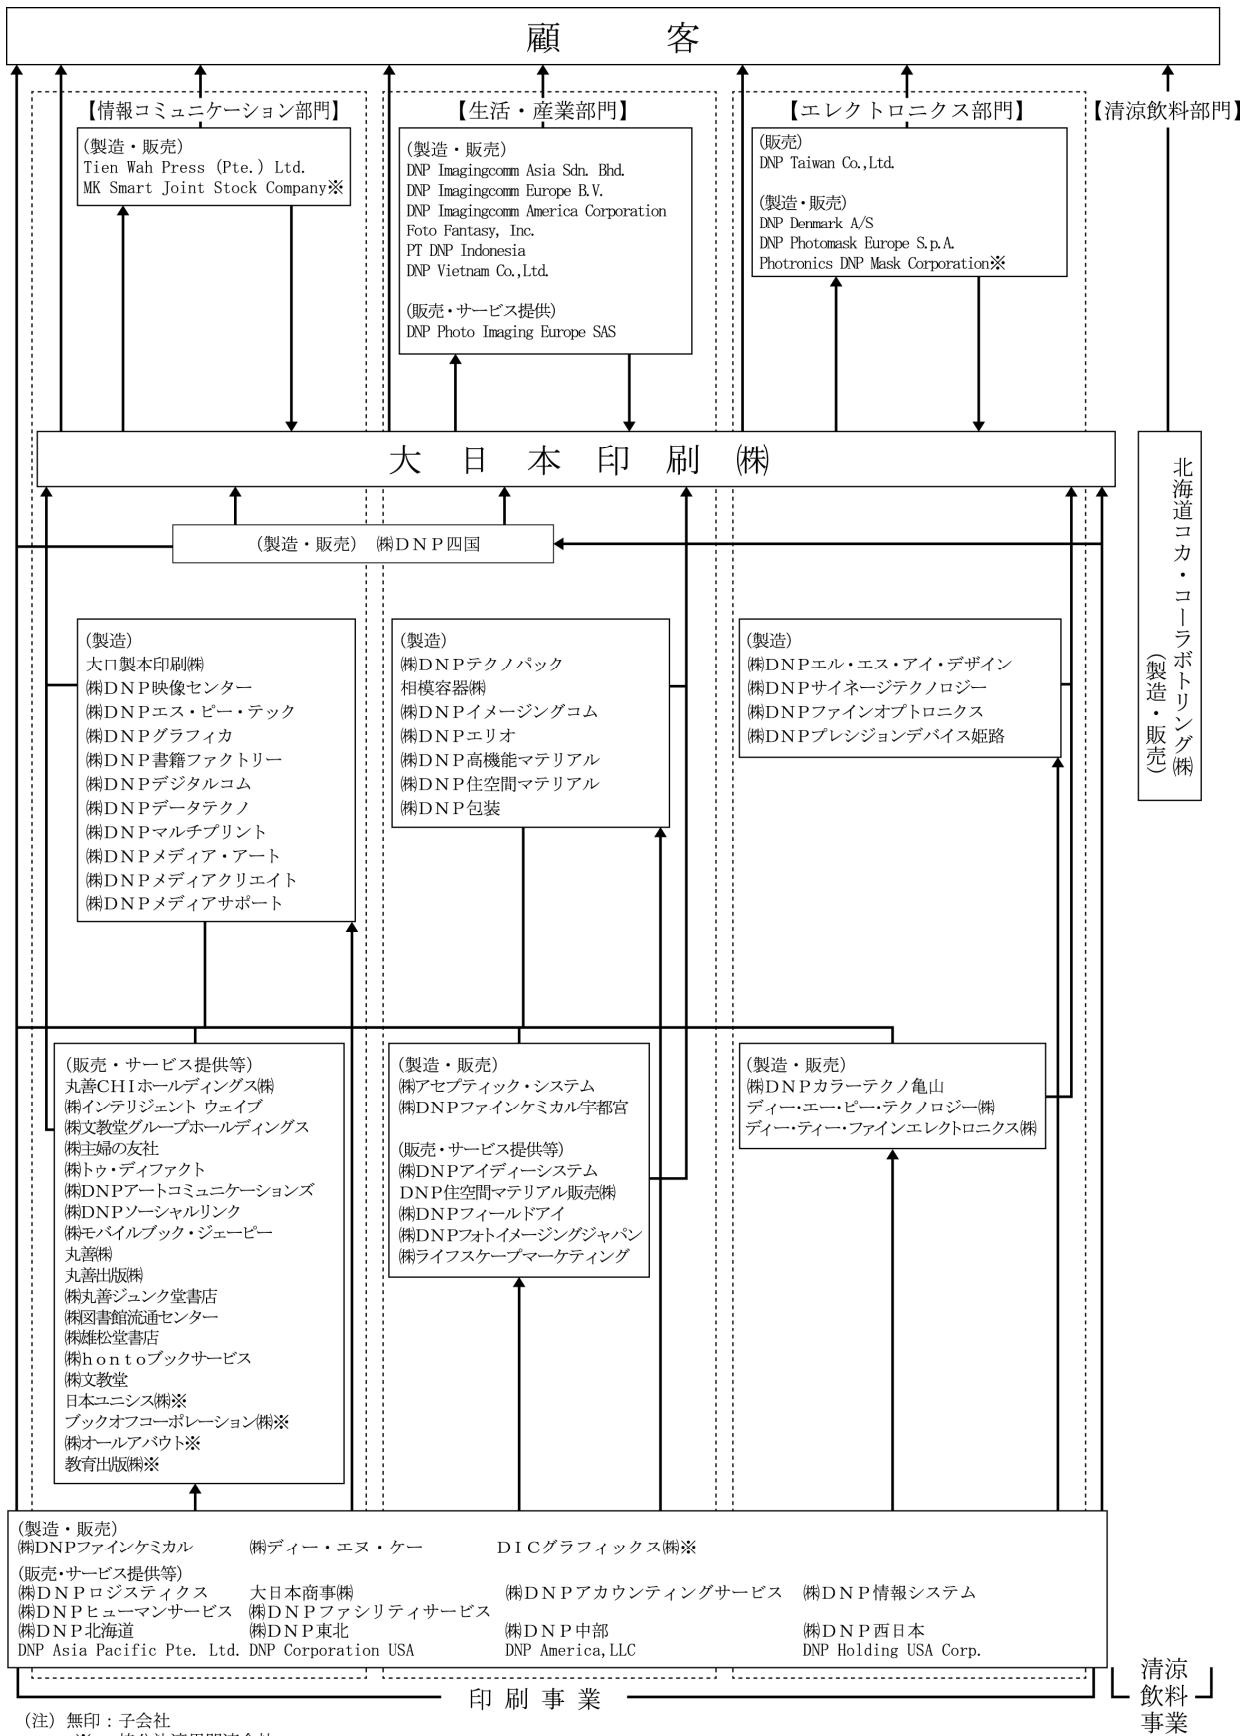 顧客
【情報コミュニケーション部門】
(製造・販売)
Tien Wah Press (Pte.) Ltd.
MK Smart Joint Stock Company※
【生活・産業部門】
(製造・販売)
DNP Imagingcomm Asia Sdn. Bhd.
DNP Imagingcomm Europe B.V.
DNP Imagingcomm America Corporation
Foto Fantasy, Inc.
PT DNP Indonesia
DNP Vietnam Co.,Ltd.
(販売・サービス提供)
DNP Photo Imaging Europe SAS
【エレクトロニクス部門】
(販売)
DNP Taiwan Co.,Ltd.
(製造・販売)
DNP Denmark A/S
DNP Photomask Europe S.p.A.
Photronics DNP Mask Corporation※
【清涼飲料部門】
大日本印刷㈱
北海道コカ・コーラボトリング㈱
(製造・販売)
(製造・販売) ㈱DNP四国
(製造)
大口製本印刷㈱
㈱DNP映像センター
㈱DNPエス・ピー・テック
㈱DNPグラフィカ
㈱DNP書籍ファクトリー
㈱DNPデジタルコム
㈱DNPデータテクノ
㈱DNPマルチプリント
㈱DNPメディア・アート
㈱DNPメディアクリエイト
㈱DNPメディアサポート
(製造)
㈱DNPテクノパック
相模容器㈱
㈱DNPイメージングコム
㈱DNPエリオ
㈱DNP高機能マテリアル
㈱DNP住空間マテリアル
㈱DNP包装
(製造)
㈱DNPエル・エス・アイ・デザイン
㈱DNPサイネージテクノロジー
㈱DNPファインオプトロニクス
㈱DNPプレシジョンデバイス姫路
(販売・サービス提供等)
丸善CHIホールディングス㈱
㈱インテリジェント ウェイブ
㈱文教堂グループホールディングス
㈱主婦の友社
㈱トゥ・ディファクト
㈱DNPアートコミュニケーションズ
㈱DNPソーシャルリンク
㈱モバイルブック・ジェーピー
丸善㈱
丸善出版㈱
㈱丸善ジュンク堂書店
㈱図書館流通センター
㈱雄松堂書店
㈱hontoブックサービス
㈱文教堂
日本ユニシス㈱※
ブックオフコーポレーション㈱※
㈱オールアバウト※
教育出版㈱※
(製造・販売)
㈱アセプティック・システム
㈱DNPファインケミカル宇都宮
(販売・サービス提供等)
㈱DNPアイディーシステム
DNP住空間マテリアル販売㈱
㈱DNPフィールドアイ
㈱DNPフォトイメージングジャパン
㈱ライフスケープマーケティング
(製造・販売)
㈱DNPカラーテクノ亀山
ディー・エー・ピー・テクノロジー㈱
ディー・ティー・ファインエレクトロニクス㈱
(製造・販売)
㈱DNPファインケミカル ㈱ディー・エヌ・ケー DICグラフィックス㈱※
(販売・サービス提供等)
㈱DNPロジスティクス 大日本商事㈱ ㈱DNPアカウンティングサービス ㈱DNP情報システム
㈱DNPヒューマンサービス ㈱DNPファシリティサービス
㈱DNP北海道 ㈱DNP東北 ㈱DNP中部 ㈱DNP西日本
DNP Asia Pacific Pte. Ltd. DNP Corporation USA DNP America,LLC DNP Holding USA Corp.
印刷事業
清涼
飲料
事業
(注) 無印：子会社